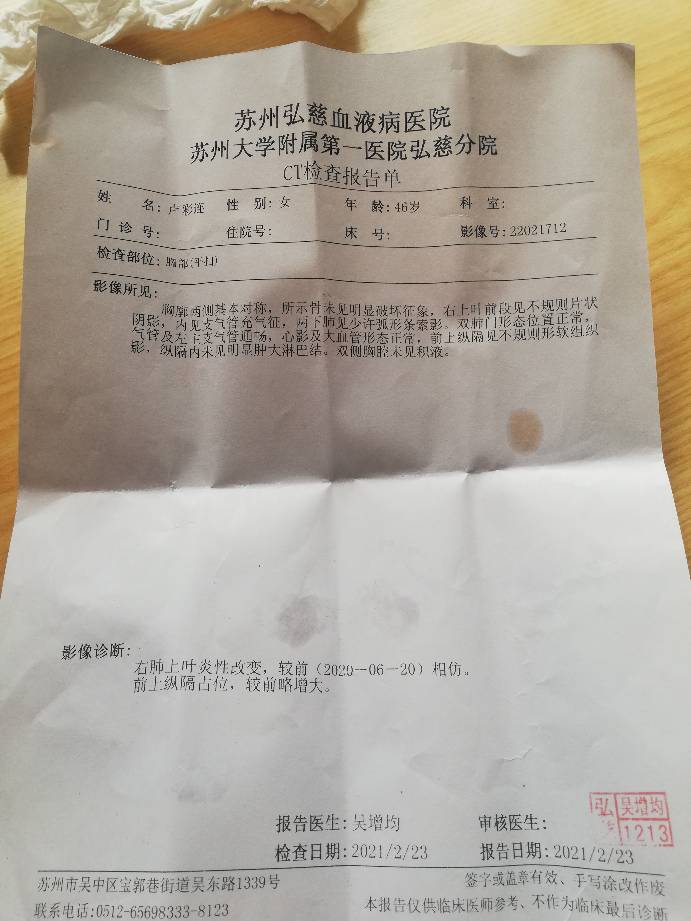 苏州弘慈血液病医院
苏州大学附属第一医院弘慈分院
CT检查报告单
姓 名: 卢彩连 性 别: 女 年 龄: 46岁 科 室:
门 诊 号: 住院号: 床 号: 影像号: 22021712
检查部位: 胸部(平扫)
影像所见:
胸廓两侧基本对称, 所示骨未见明显破坏征象, 右上叶前段见不规则片状
阴影, 内见支气管充气征, 两下肺见少许弧形条索影。双肺门形态位置正常,
气管及左主支气管通畅, 心影及大血管形态正常, 前上纵隔见不规则形软组织
影, 纵隔内未见明显肿大淋巴结。双侧胸腔未见积液。
影像诊断:
右肺上叶炎性改变, 较前(2020-06-20)相仿。
前上纵隔占位, 较前略增大。
弘 吴增均
1213
报告医生: 吴增均 审核医生:
检查日期: 2021/2/23 报告日期: 2021/2/23
苏州市吴中区宝郭巷街道吴东路1339号 签字或盖章有效、手写涂改作废
联系电话:0512-65698333-8123 本报告仅供临床医师参考、不作为临床最后诊断